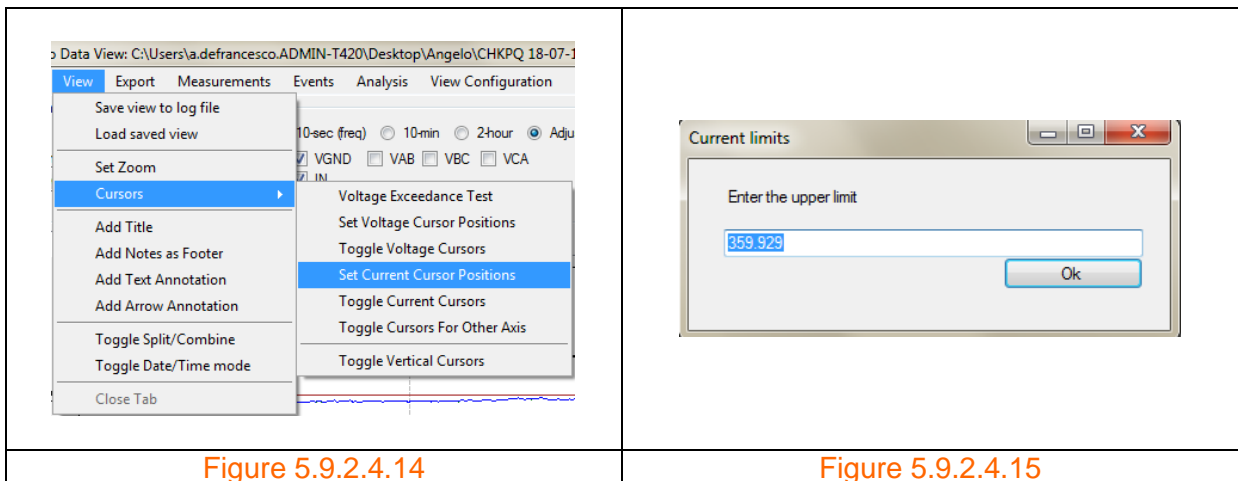 o Data View: C:\Users\a.defrancesco.ADMIN-T420\Desktop\Angelo\CHKPQ 18-07-1
View Export Measurements Events Analysis View Configuration
Save view to log file
Load saved view
10-sec (freq) 10-min 2-hour Adju
Set Zoom
VGND VAB VBC VCA
IN
Cursors
Voltage Exceedance Test
Set Voltage Cursor Positions
Toggle Voltage Cursors
Set Current Cursor Positions
Toggle Current Cursors
Toggle Cursors For Other Axis
Toggle Vertical Cursors
Add Title
Add Notes as Footer
Add Text Annotation
Add Arrow Annotation
Toggle Split/Combine
Toggle Date/Time mode
Close Tab
Figure 5.9.2.4.14
Current limits
Enter the upper limit
359.929
Ok
Figure 5.9.2.4.15